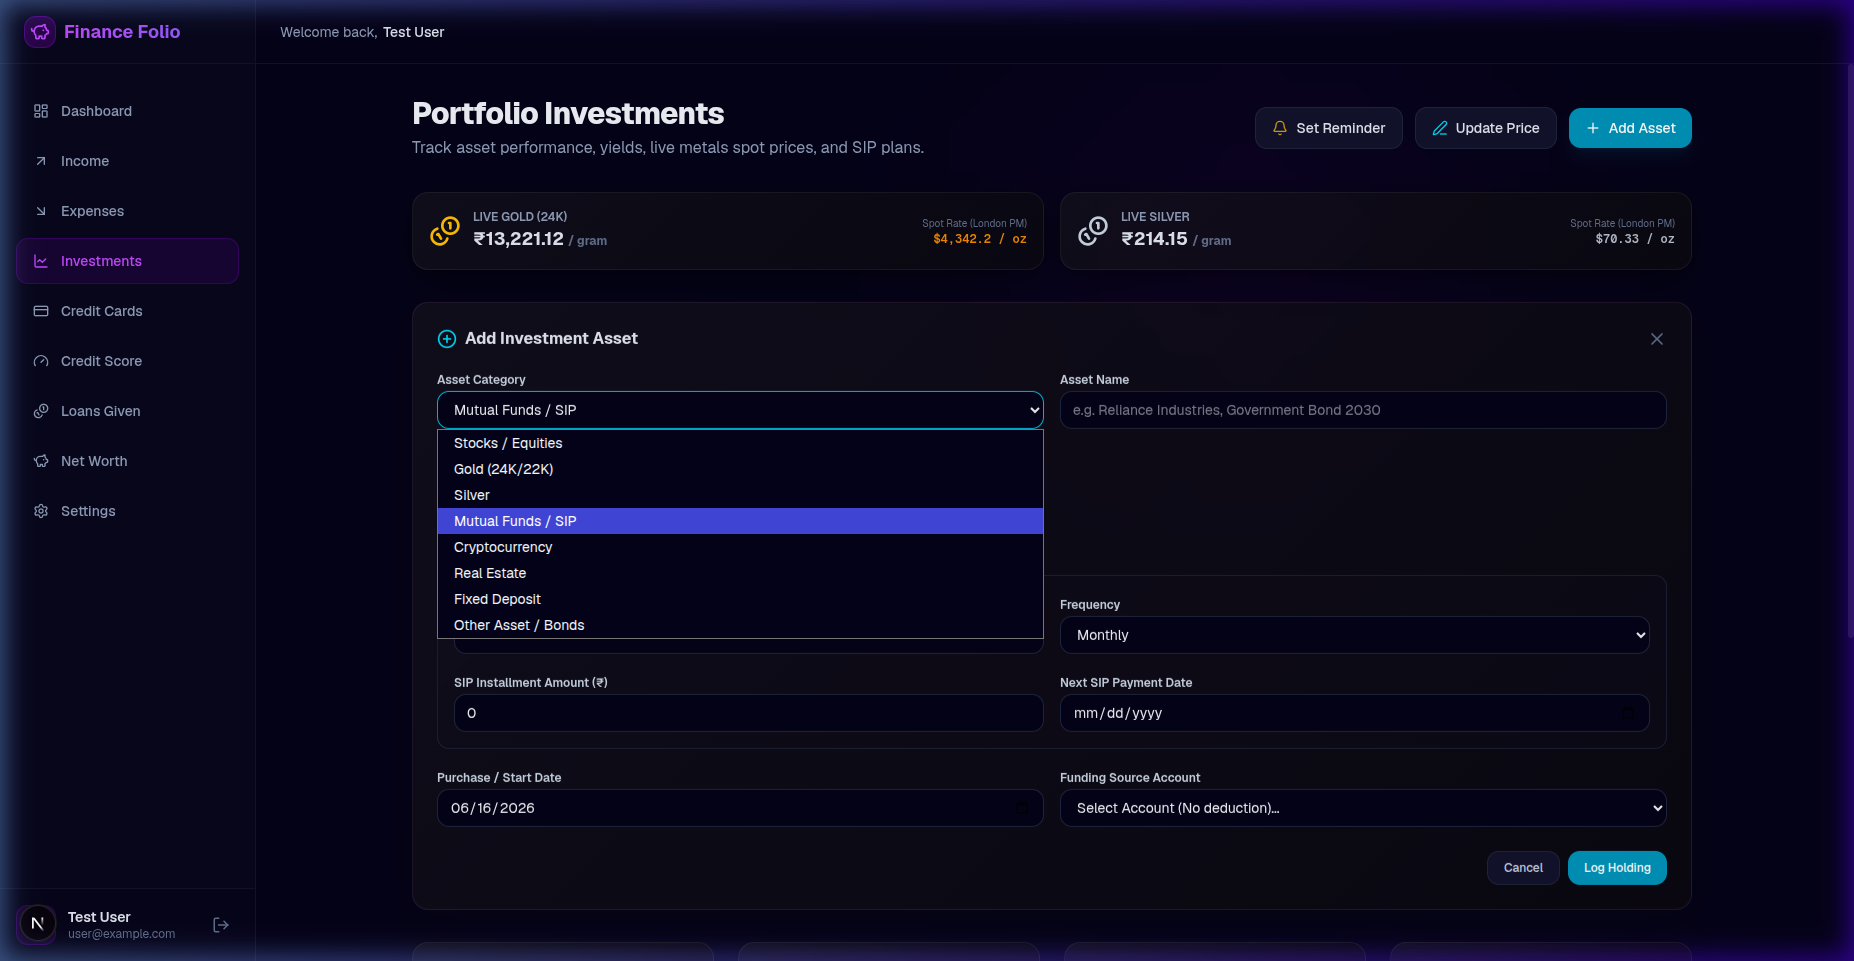 Finance Folio
Welcome back, Test User
Dashboard
Income
Expenses
Investments
Credit Cards
Credit Score
Loans Given
Net Worth
Settings
N
Test User
user@example.com
Portfolio Investments
Track asset performance, yields, live metals spot prices, and SIP plans.
Set Reminder
Update Price
Add Asset
LIVE GOLD (24K)
₹13,221.12 / gram
Spot Rate (London PM)
$4,342.2 / oz
LIVE SILVER
₹214.15 / gram
Spot Rate (London PM)
$70.33 / oz
Add Investment Asset
Asset Category
Mutual Funds / SIP
Asset Name
e.g. Reliance Industries, Government Bond 2030
Stocks / Equities
Gold (24K/22K)
Silver
Mutual Funds / SIP
Cryptocurrency
Real Estate
Fixed Deposit
Other Asset / Bonds
Frequency
Monthly
SIP Installment Amount (₹)
0
Next SIP Payment Date
mm/dd/yyyy
Purchase / Start Date
06/16/2026
Funding Source Account
Select Account (No deduction)...
Cancel
Log Holding